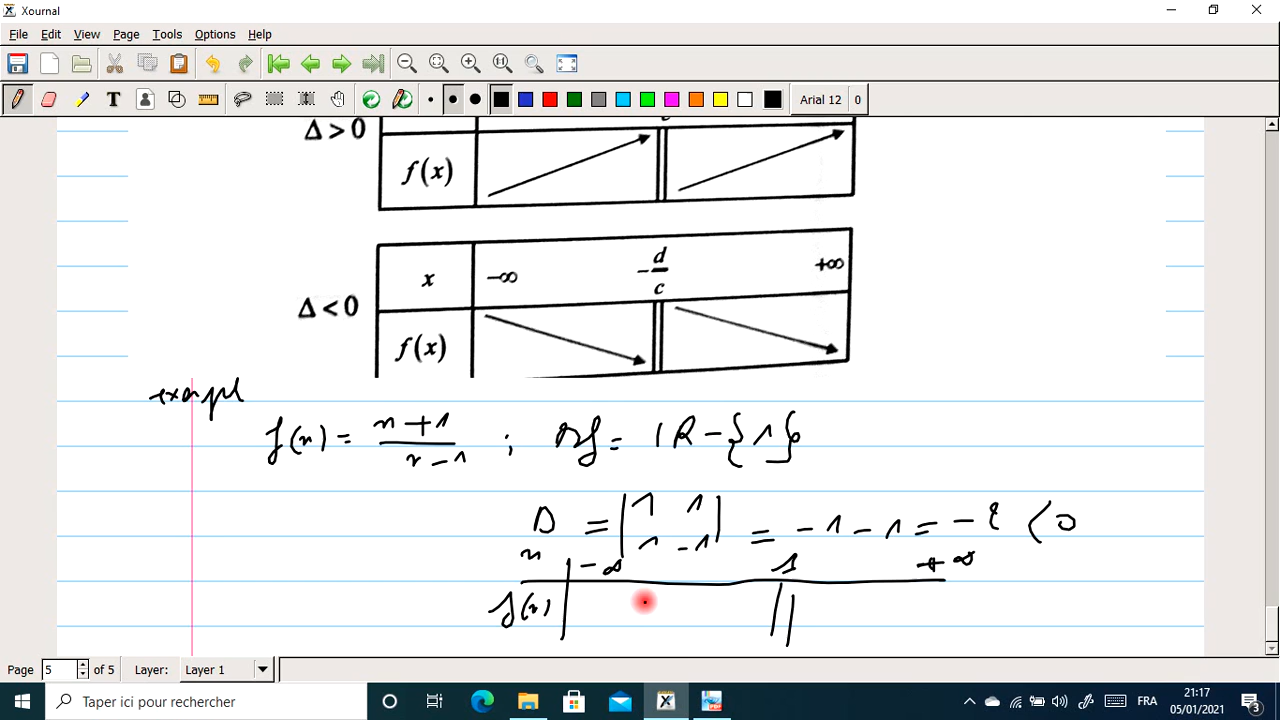 Xournal
File Edit View Page Tools Options Help
Arial 12 0
Δ > 0
f(x)
x −∞ −d/c +∞
Δ < 0
f(x)
exempl
f(x) = x + 1 / x − 1 ; Df = IR − {1}
Δ = | 1 1 | = −1 − 1 = −2 < 0
1 −1
x −∞ 1 +∞
f(x) ||
Page 5 of 5 Layer: Layer 1
Taper ici pour rechercher
FRA
21:17
05/01/2021
3